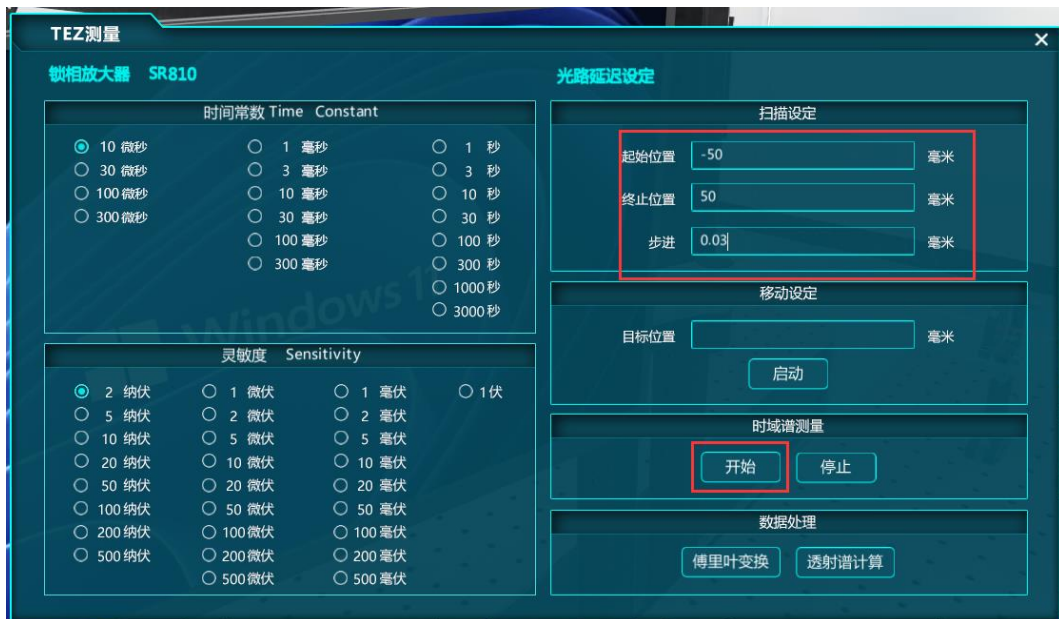 TEZ测量
×
锁相放大器 SR810
时间常数 Time Constant
10 微秒
30 微秒
100 微秒
300 微秒
1 毫秒
3 毫秒
10 毫秒
30 毫秒
100 毫秒
300 毫秒
1 秒
3 秒
10 秒
30 秒
100 秒
300 秒
1000 秒
3000 秒
Windows 11
灵敏度 Sensitivity
2 纳伏
5 纳伏
10 纳伏
20 纳伏
50 纳伏
100 纳伏
200 纳伏
500 纳伏
1 微伏
2 微伏
5 微伏
10 微伏
20 微伏
50 微伏
100 微伏
200 微伏
500 微伏
1 毫伏
2 毫伏
5 毫伏
10 毫伏
20 毫伏
50 毫伏
100 毫伏
200 毫伏
500 毫伏
1 伏
光路延迟设定
扫描设定
起始位置 -50 毫米
终止位置 50 毫米
步进 0.03 毫米
移动设定
目标位置 毫米
启动
时域谱测量
开始 停止
数据处理
傅里叶变换 透射谱计算